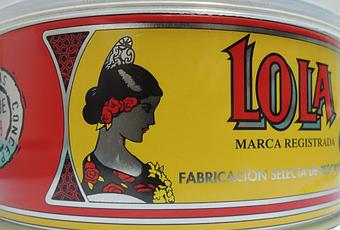 LOLA
MARCA REGISTRADA
FABRICACIÓN SELECTA DE